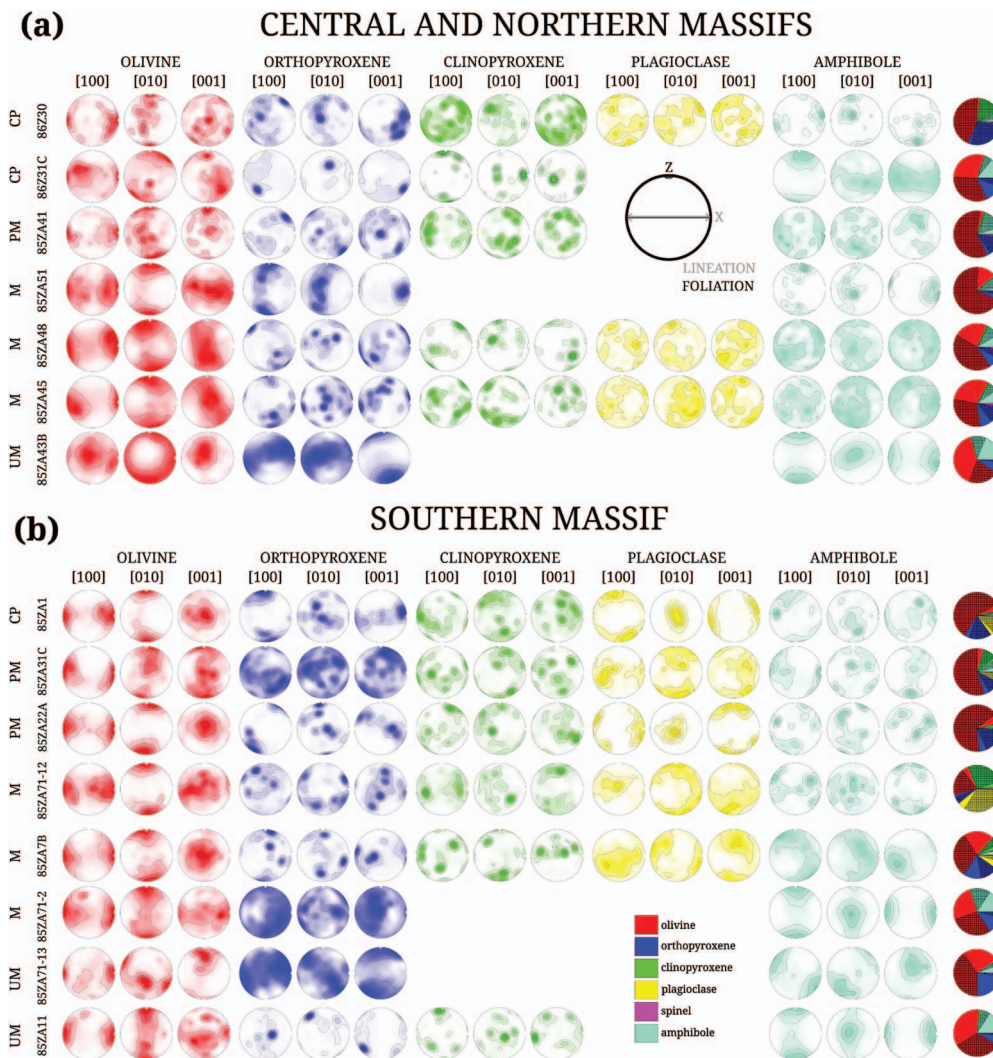 (a) CENTRAL AND NORTHERN MASSIFS
OLIVINE ORTHOPYROXENE CLINOPYROXENE PLAGIOCLASE AMPHIBOLE
[100] [010] [001] [100] [010] [001] [100] [010] [001] [100] [010] [001] [100] [010] [001]
CP 86Z30
CP 86Z31C
PM 85ZA41
M 85ZA51
M 85ZA48
M 85ZA45
UM 85ZA43B
Z
X
LINEATION
FOLIATION
(b) SOUTHERN MASSIF
OLIVINE ORTHOPYROXENE CLINOPYROXENE PLAGIOCLASE AMPHIBOLE
[100] [010] [001] [100] [010] [001] [100] [010] [001] [100] [010] [001] [100] [010] [001]
CP 85ZA1
PM 85ZA31C
PM 85ZA22A
M 85ZA71-12
M 85ZA7B
M 85ZA71-2
UM 85ZA71-13
UM 85ZA11
olivine
orthopyroxene
clinopyroxene
plagioclase
spinel
amphibole